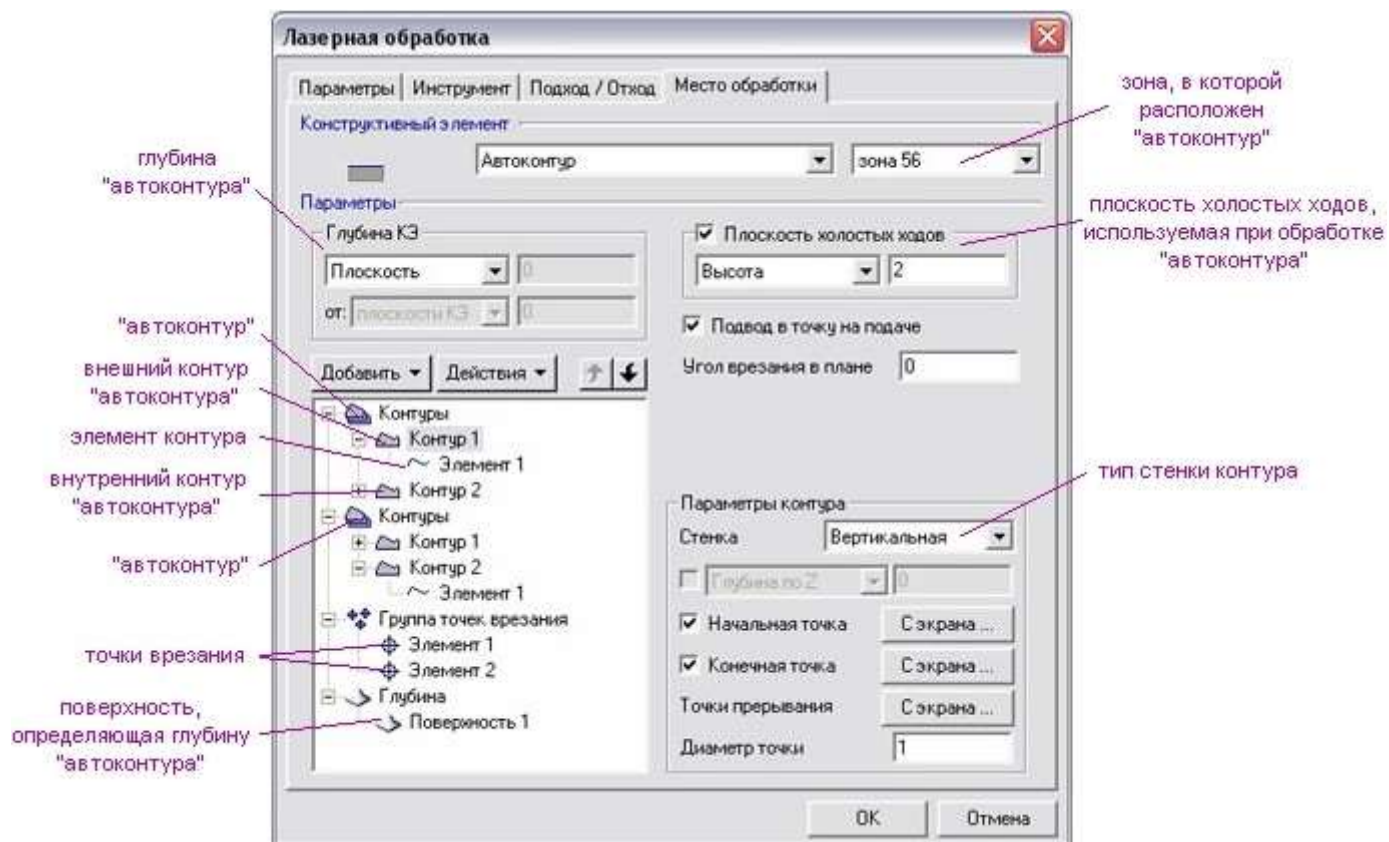 Лазерная обработка
Параметры
Инструмент
Подход / Отход
Место обработки
Конструктивный элемент
Автоконтур
зона 56
Параметры
Глубина КЭ
Плоскость
0
от:
плоскости КЭ
0
Плоскость холостых ходов
Высота
2
Подвод в точку на подаче
Угол врезания в плане
0
Добавить
Действия
Контуры
Контур 1
Элемент 1
Контур 2
Контуры
Контур 1
Контур 2
Элемент 1
Группа точек врезания
Элемент 1
Элемент 2
Глубина
Поверхность 1
Параметры контура
Стенка
Вертикальная
Глубина по Z
0
Начальная точка
С экрана ...
Конечная точка
С экрана ...
Точки прерывания
С экрана ...
Диаметр точки
1
OK
Отмена
глубина
"автоконтура"
"автоконтур"
внешний контур
"автоконтура"
элемент контура
внутренний контур
"автоконтура"
"автоконтур"
точки врезания
поверхность,
определяющая глубину
"автоконтура"
зона, в которой
расположен
"автоконтур"
плоскость холостых ходов,
используемая при обработке
"автоконтура"
тип стенки контура